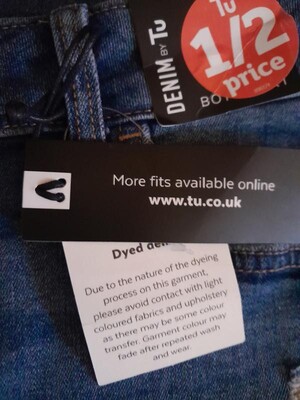 DENIM BY Tu
Tu
1/2
price
More fits available online
www.tu.co.uk
Dyed
Due to the nature of the dyeing
process on this garment,
please avoid contact with light
coloured fabrics and upholstery
as there may be some colour
transfer. Garment colour may
fade after repeated wash
and wear.